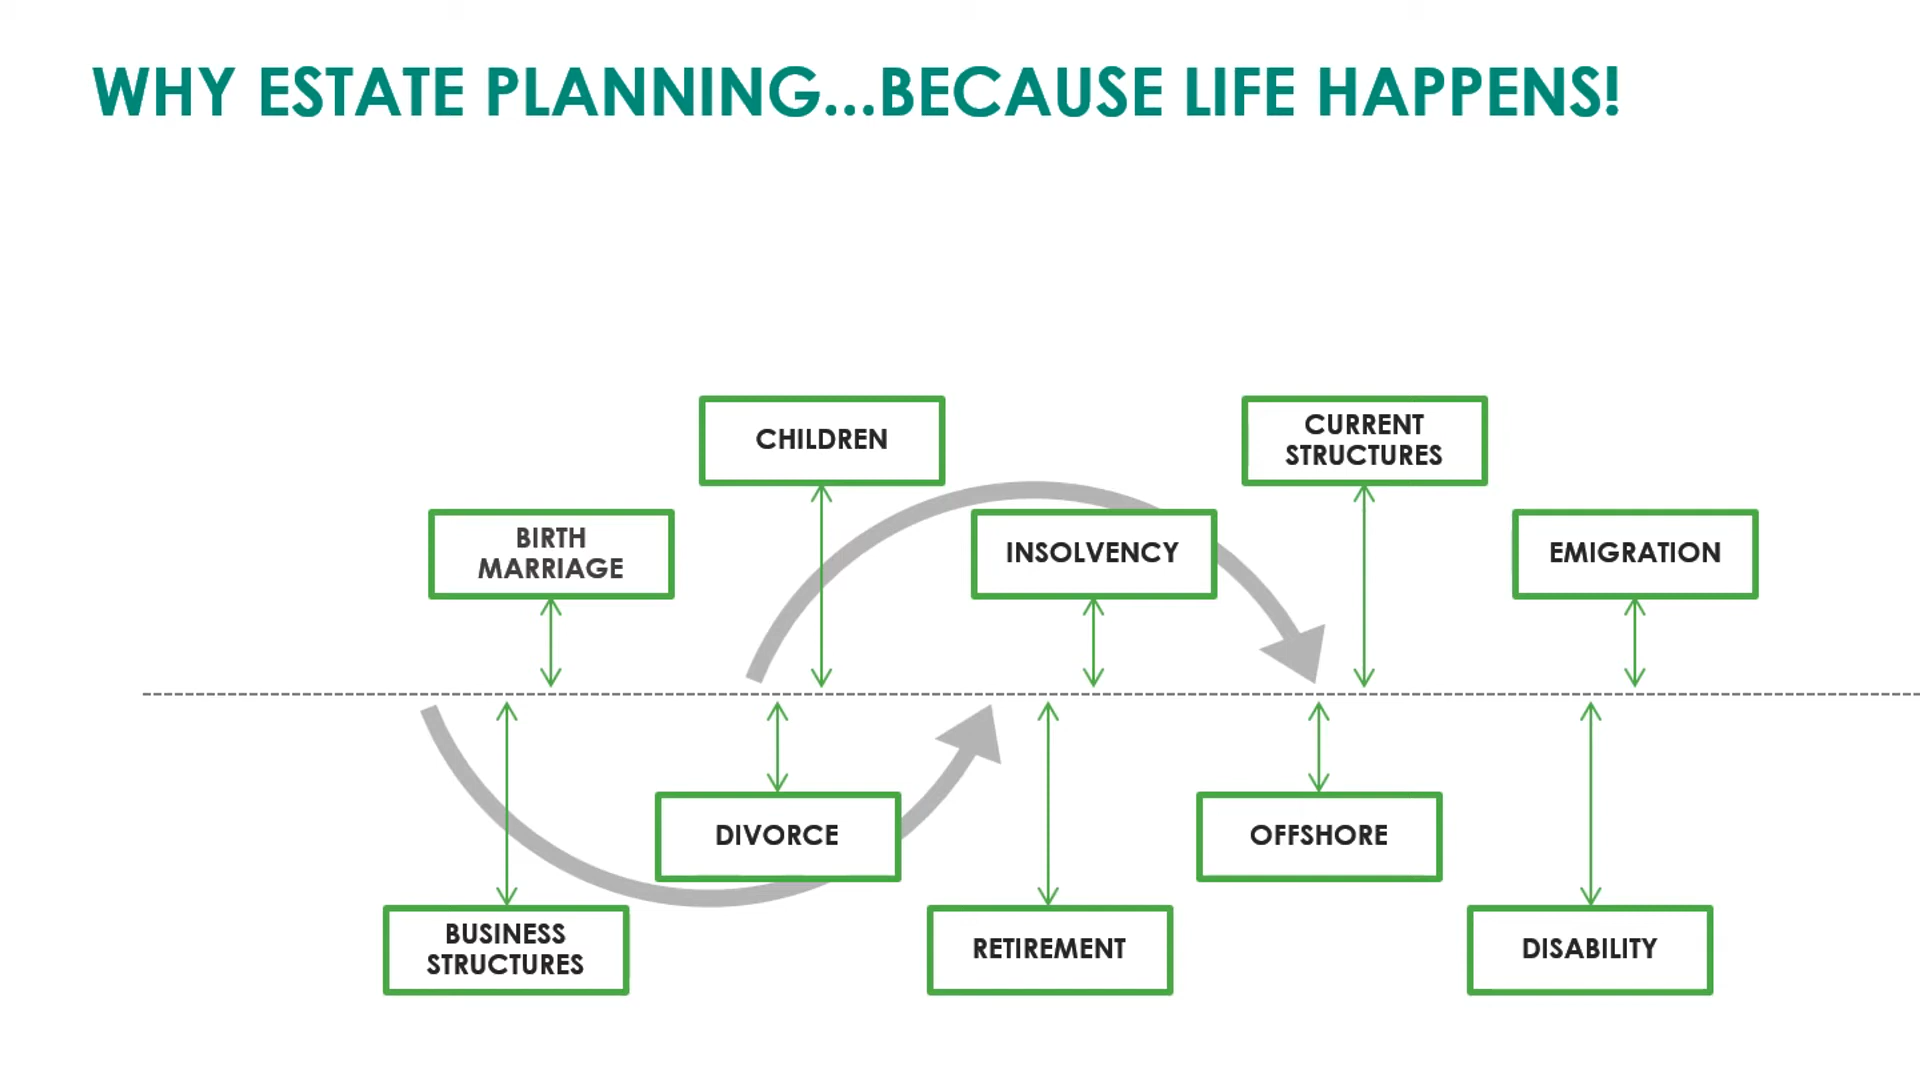 WHY ESTATE PLANNING...BECAUSE LIFE HAPPENS!
CHILDREN
CURRENT
STRUCTURES
BIRTH
MARRIAGE
INSOLVENCY
EMIGRATION
DIVORCE
OFFSHORE
BUSINESS
STRUCTURES
RETIREMENT
DISABILITY